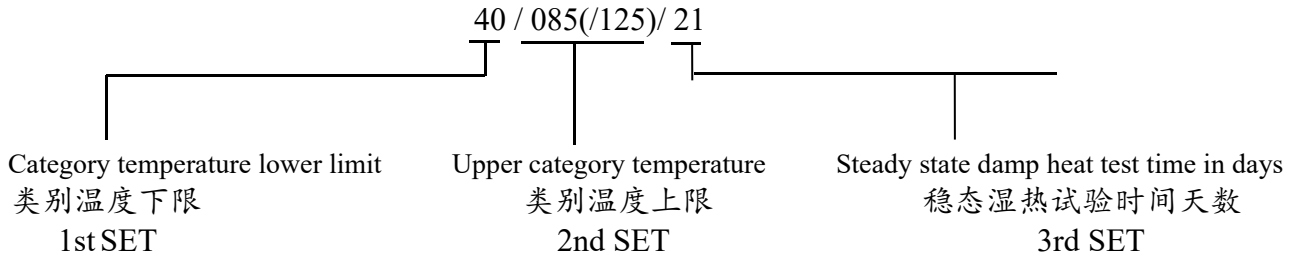 40 / 085(/125)/ 21
Category temperature lower limit
类别温度下限
1st SET
Upper category temperature
类别温度上限
2nd SET
Steady state damp heat test time in days
稳态湿热试验时间天数
3rd SET